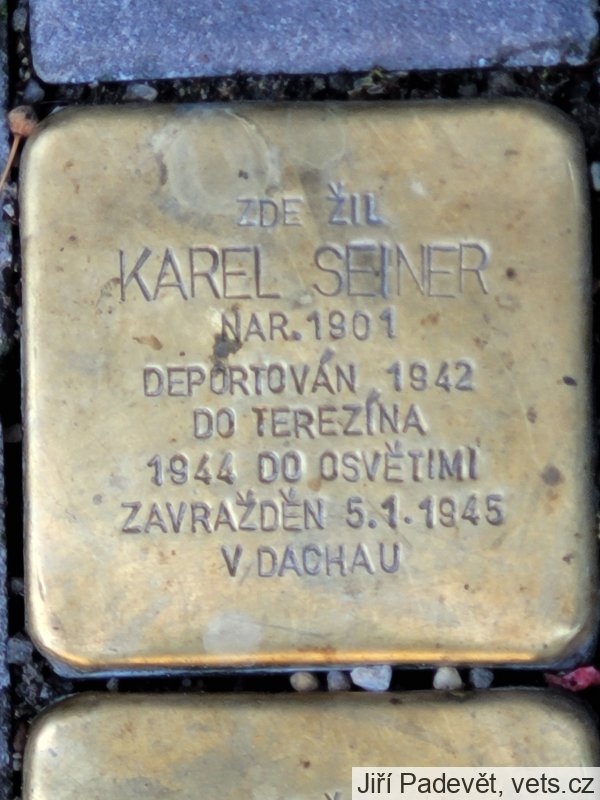 ZDE ŽIL
KAREL SEINER
NAR. 1901
DEPORTOVÁN 1942
DO TEREZÍNA
1944 DO OSVĚTIMI
ZAVRAŽDĚN 5.1.1945
V DACHAU
Jiří Padevět, vets.cz